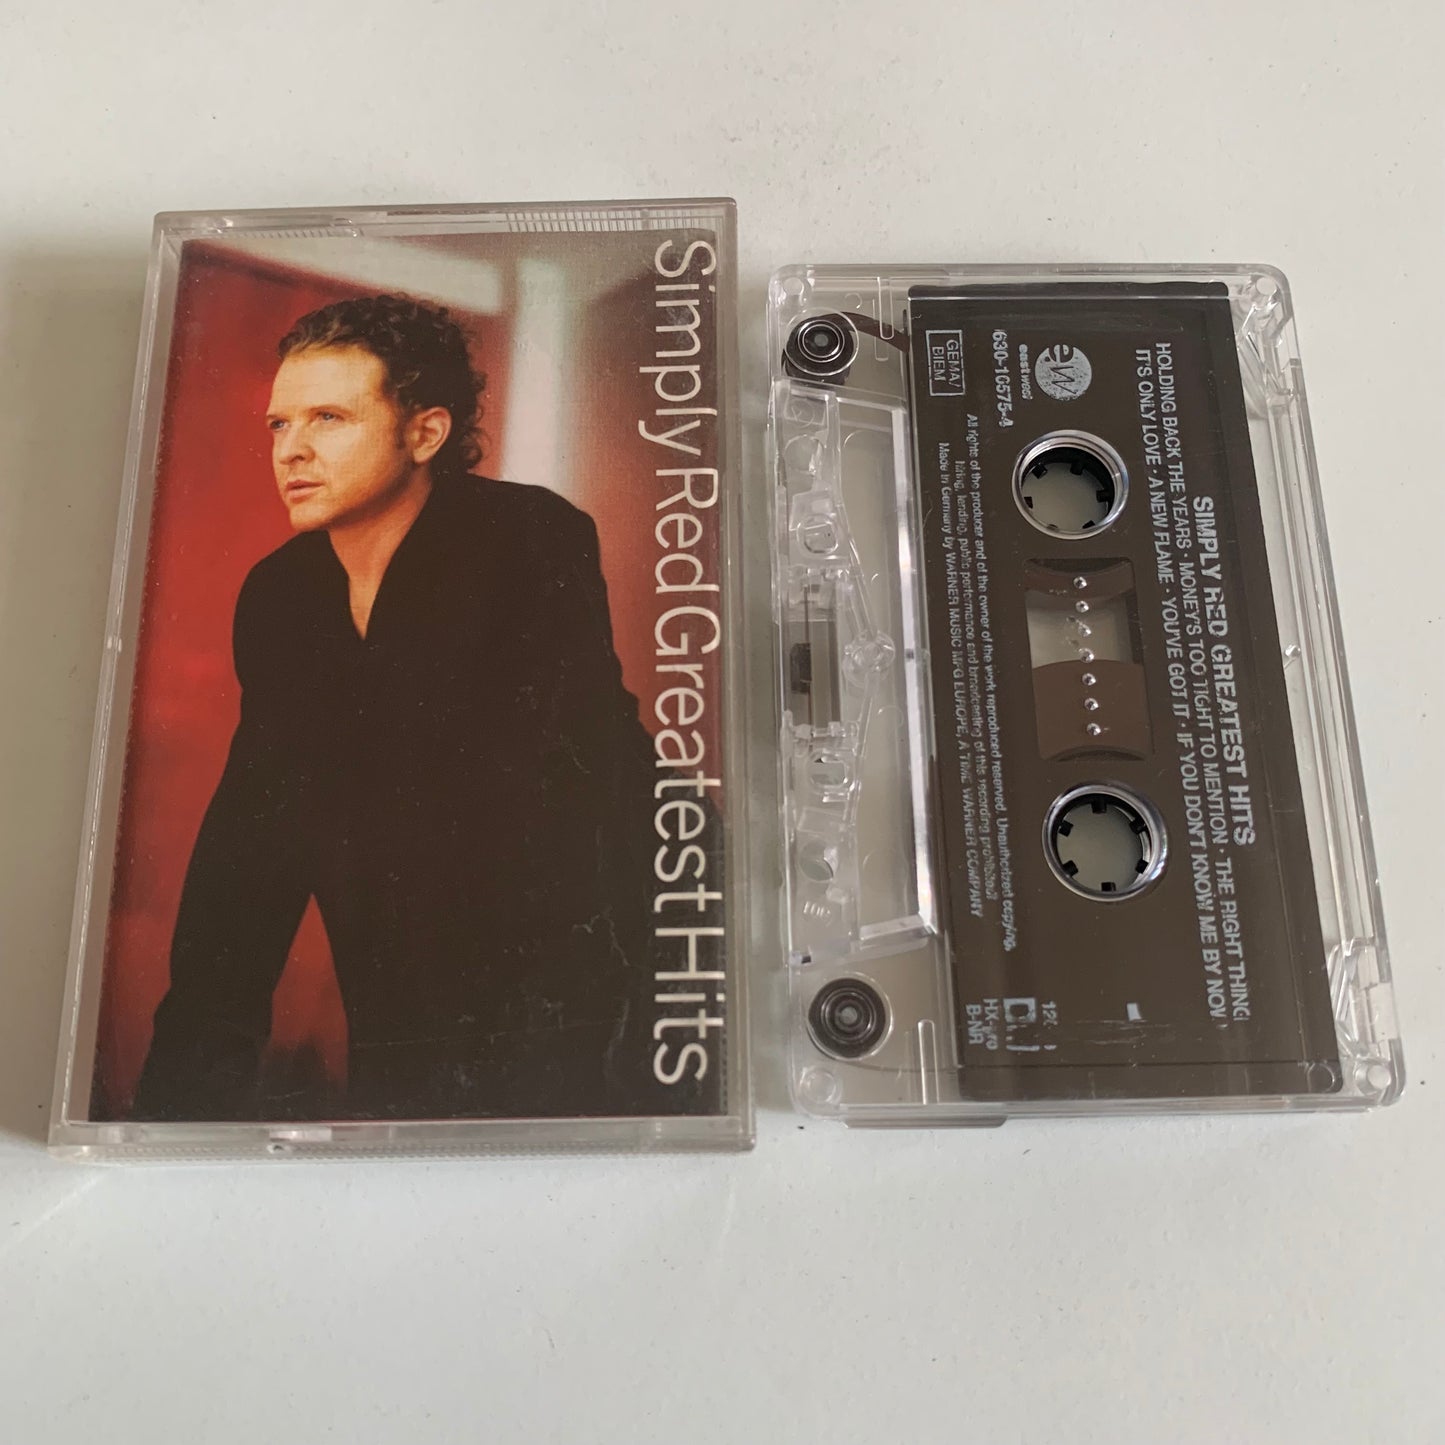 Simply Red Greatest Hits
SIMPLY RED GREATEST HITS
HOLDING BACK THE YEARS · MONEY'S TOO TIGHT TO MENTION · THE RIGHT THING
IT'S ONLY LOVE · A NEW FLAME · YOU'VE GOT IT · IF YOU DON'T KNOW ME BY NOW
ew
eastwest
630-10575-4
GEMA/
BIEM
All rights of the producer and of the owner of the work reproduced reserved. Unauthorized copying,
hiring, lending, public performance and broadcasting of this recording prohibited!
Made in Germany by WARNER MUSIC MFG EUROPE, A TIME WARNER COMPANY
HX-
B-NR